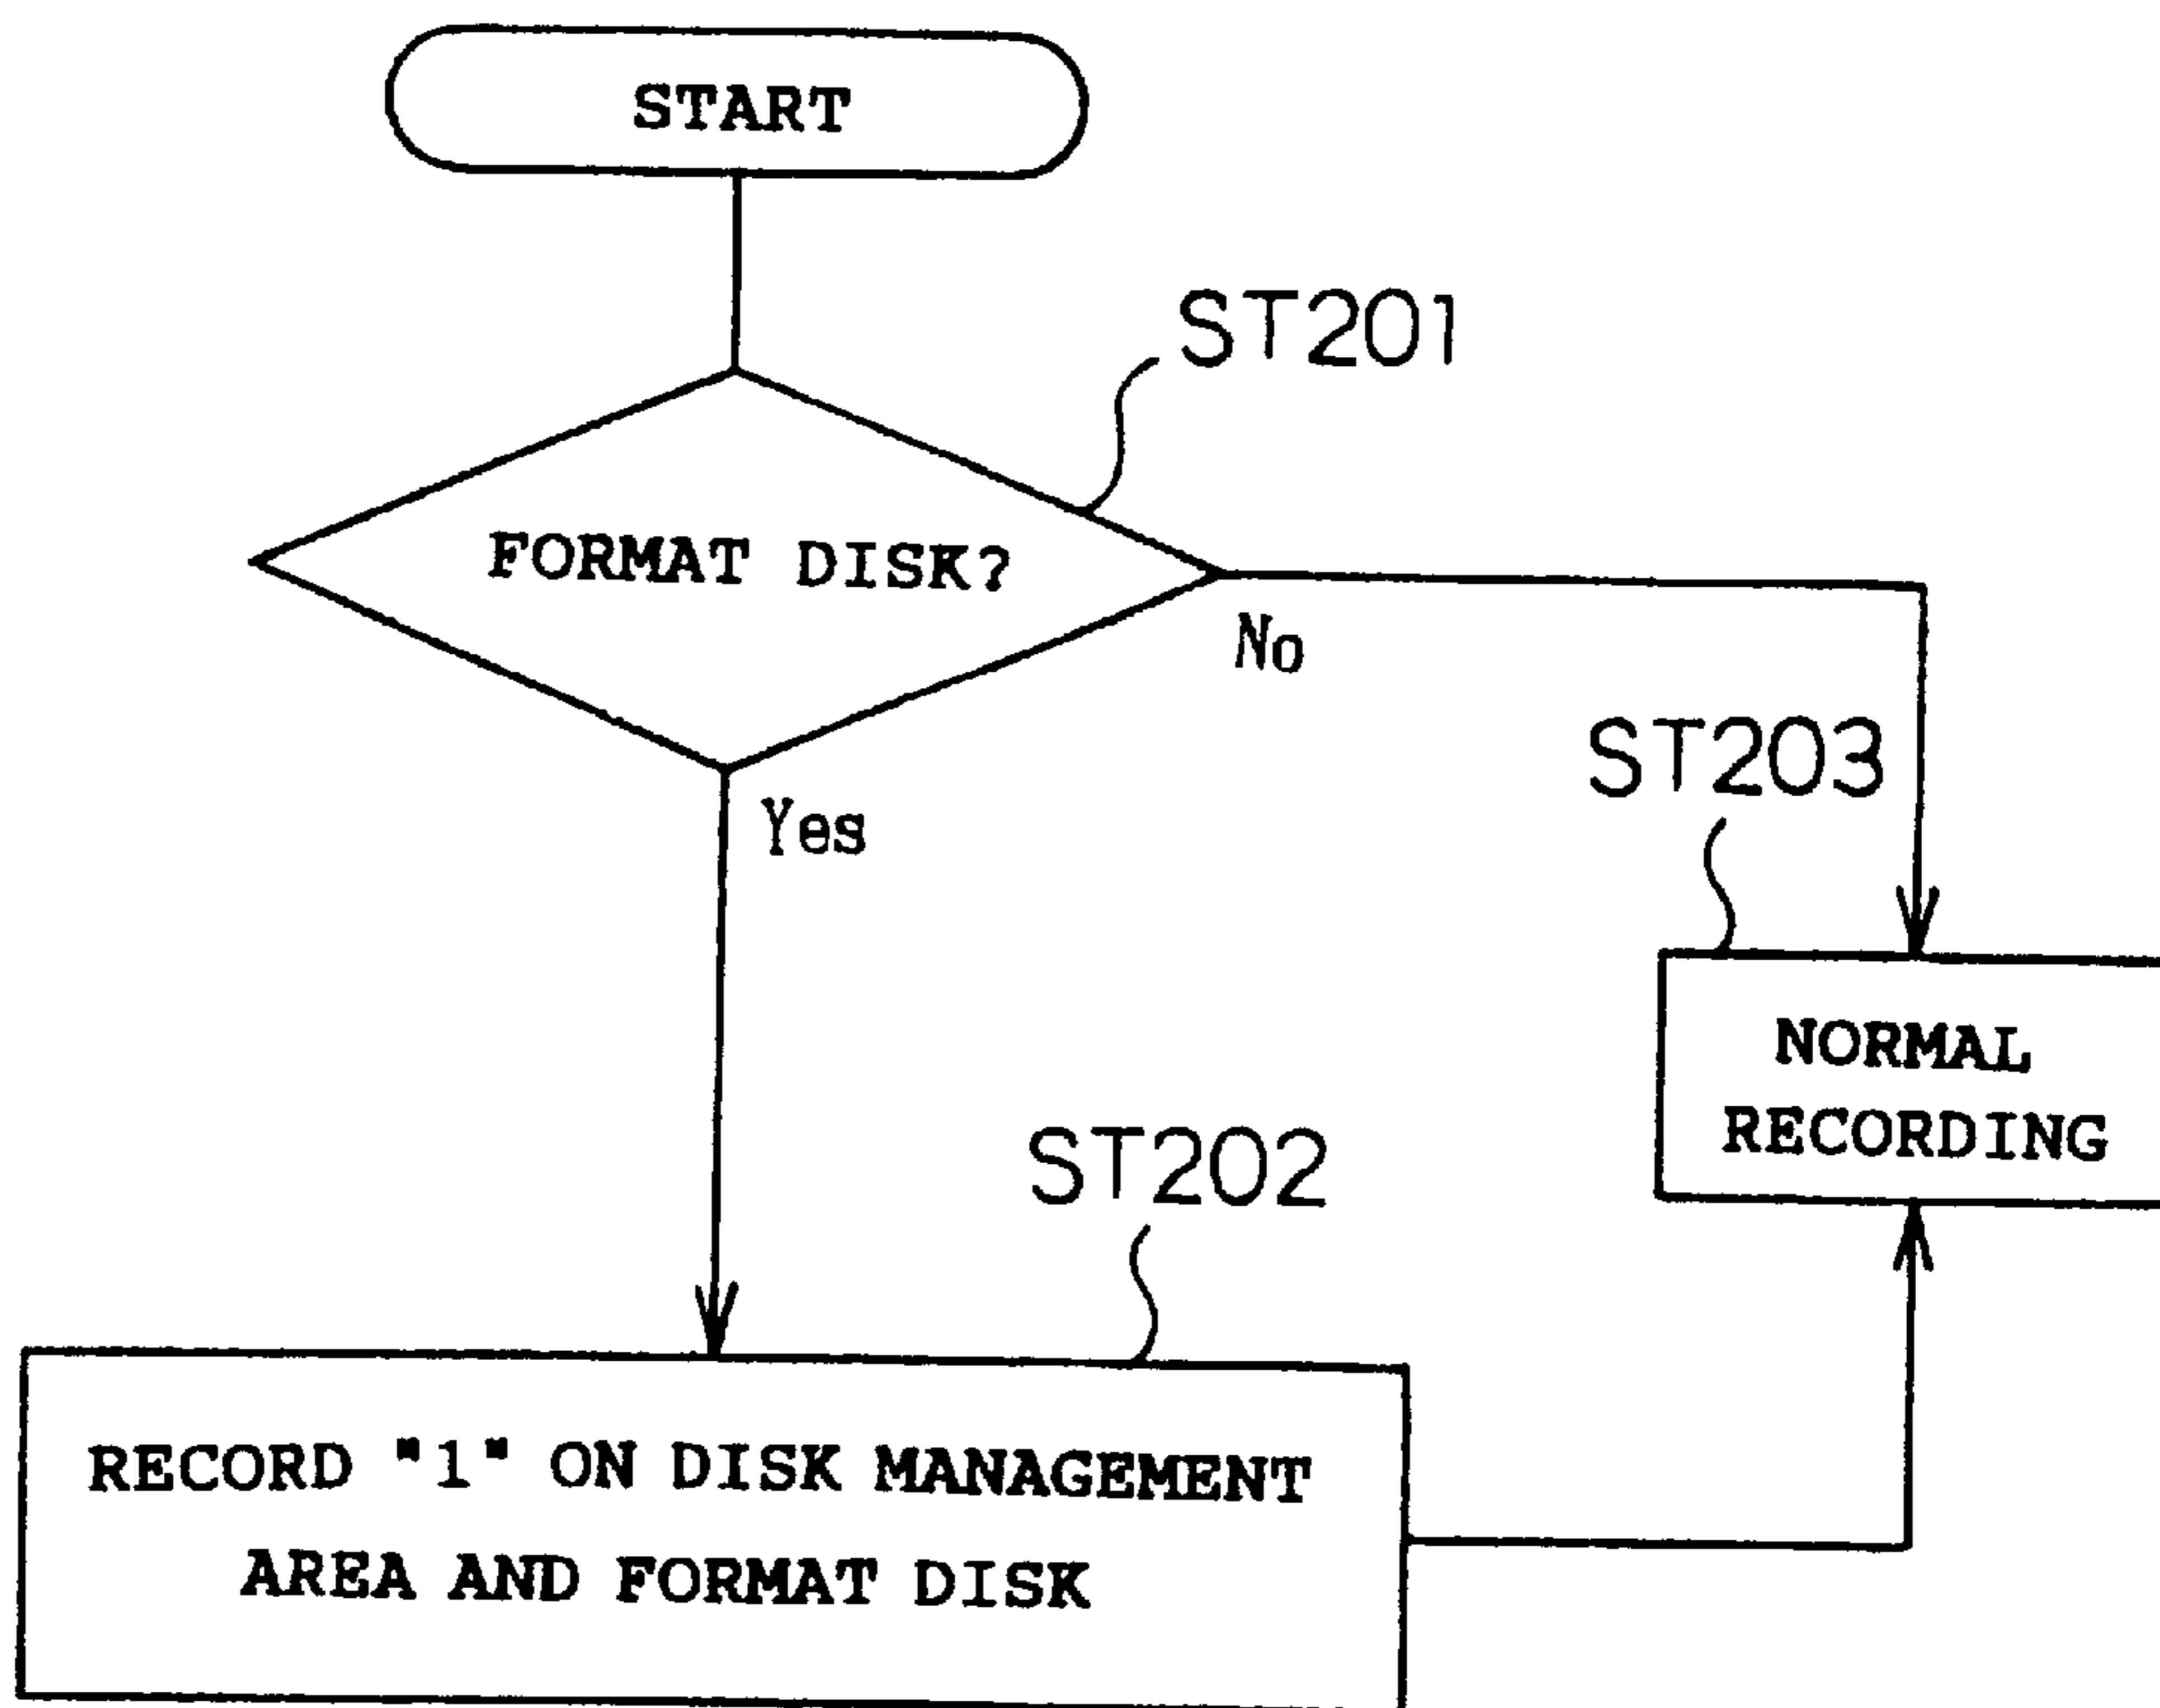 START
ST201
FORMAT DISK?
No
ST203
Yes
NORMAL
RECORDING
ST202
RECORD "1" ON DISK MANAGEMENT
AREA AND FORMAT DISK